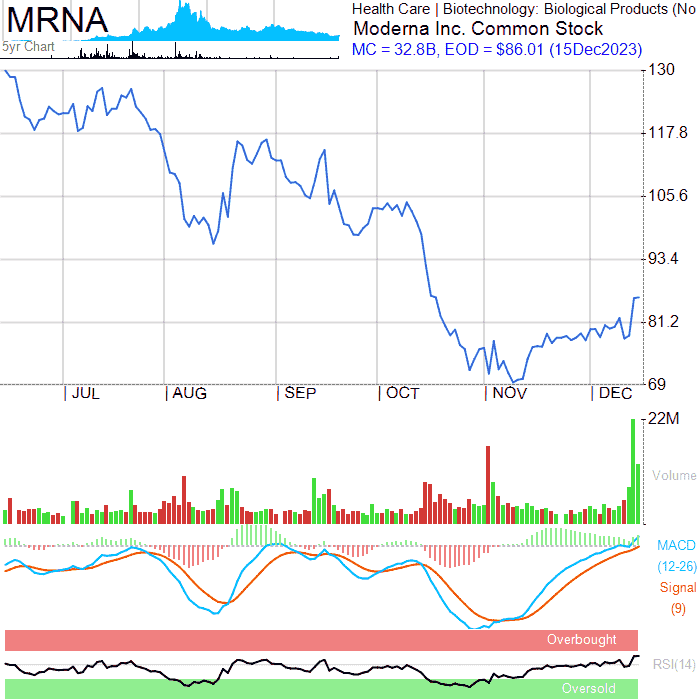 MRNA
5yr Chart
Health Care | Biotechnology: Biological Products (No
Moderna Inc. Common Stock
MC = 32.8B, EOD = $86.01 (15Dec2023)
130
117.8
105.6
93.4
81.2
69
JUL AUG SEP OCT NOV DEC
22M
Volume
MACD
(12-26)
Signal
(9)
Overbought
RSI(14)
Oversold